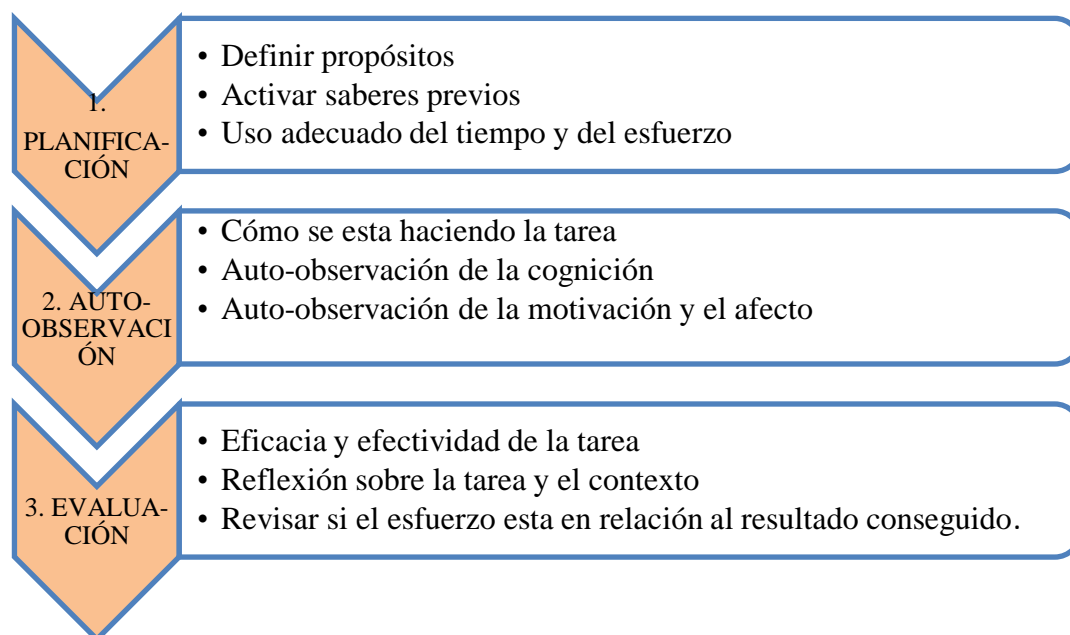 1.
PLANIFICA-
CIÓN
• Definir propósitos
• Activar saberes previos
• Uso adecuado del tiempo y del esfuerzo
2. AUTO-
OBSERVACI
ÓN
• Cómo se esta haciendo la tarea
• Auto-observación de la cognición
• Auto-observación de la motivación y el afecto
3. EVALUA-
CIÓN
• Eficacia y efectividad de la tarea
• Reflexión sobre la tarea y el contexto
• Revisar si el esfuerzo esta en relación al resultado conseguido.